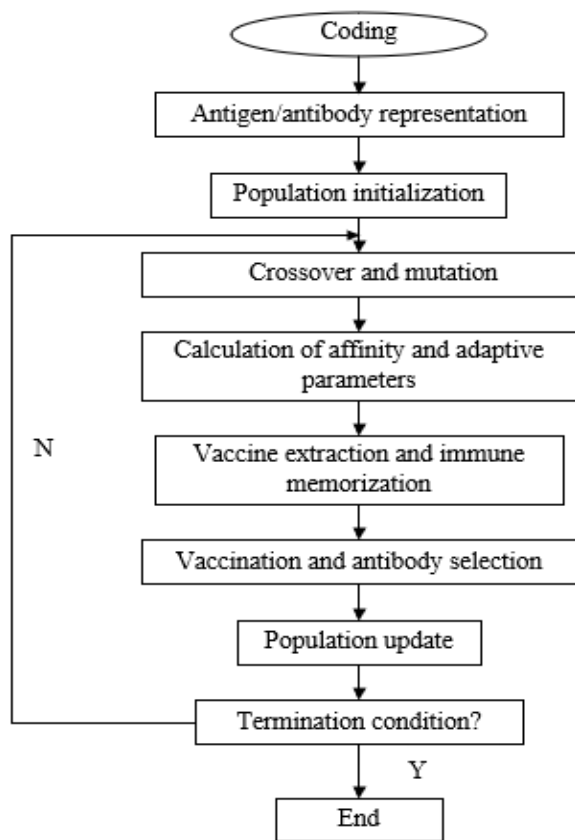 Coding
Antigen/antibody representation
Population initialization
Crossover and mutation
Calculation of affinity and adaptive
parameters
N
Vaccine extraction and immune
memorization
Vaccination and antibody selection
Population update
Termination condition?
Y
End